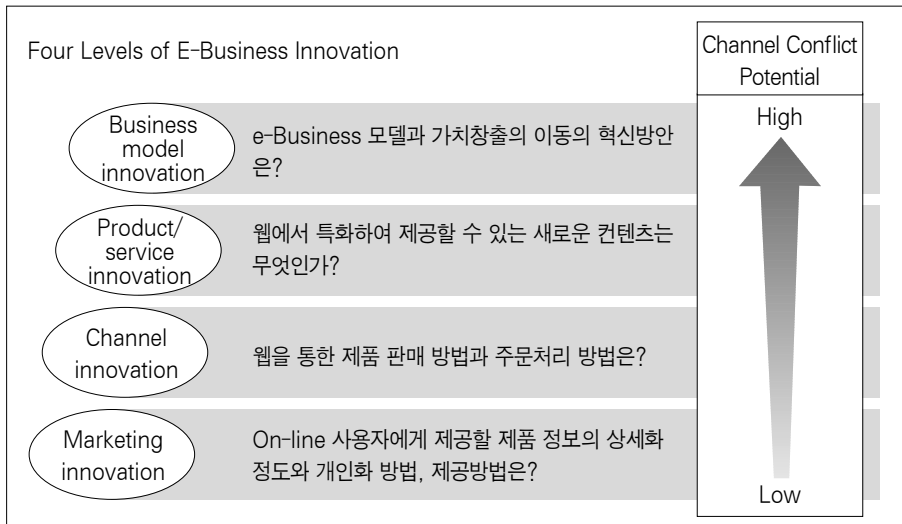 Four Levels of E-Business Innovation
Channel Conflict
Potential
High
Business
model
innovation
e-Business 모델과 가치창출의 이동의 혁신방안
은?
Product/
service
innovation
웹에서 특화하여 제공할 수 있는 새로운 컨텐츠는
무엇인가?
Channel
innovation
웹을 통한 제품 판매 방법과 주문처리 방법은?
Marketing
innovation
On-line 사용자에게 제공할 제품 정보의 상세화
정도와 개인화 방법, 제공방법은?
Low